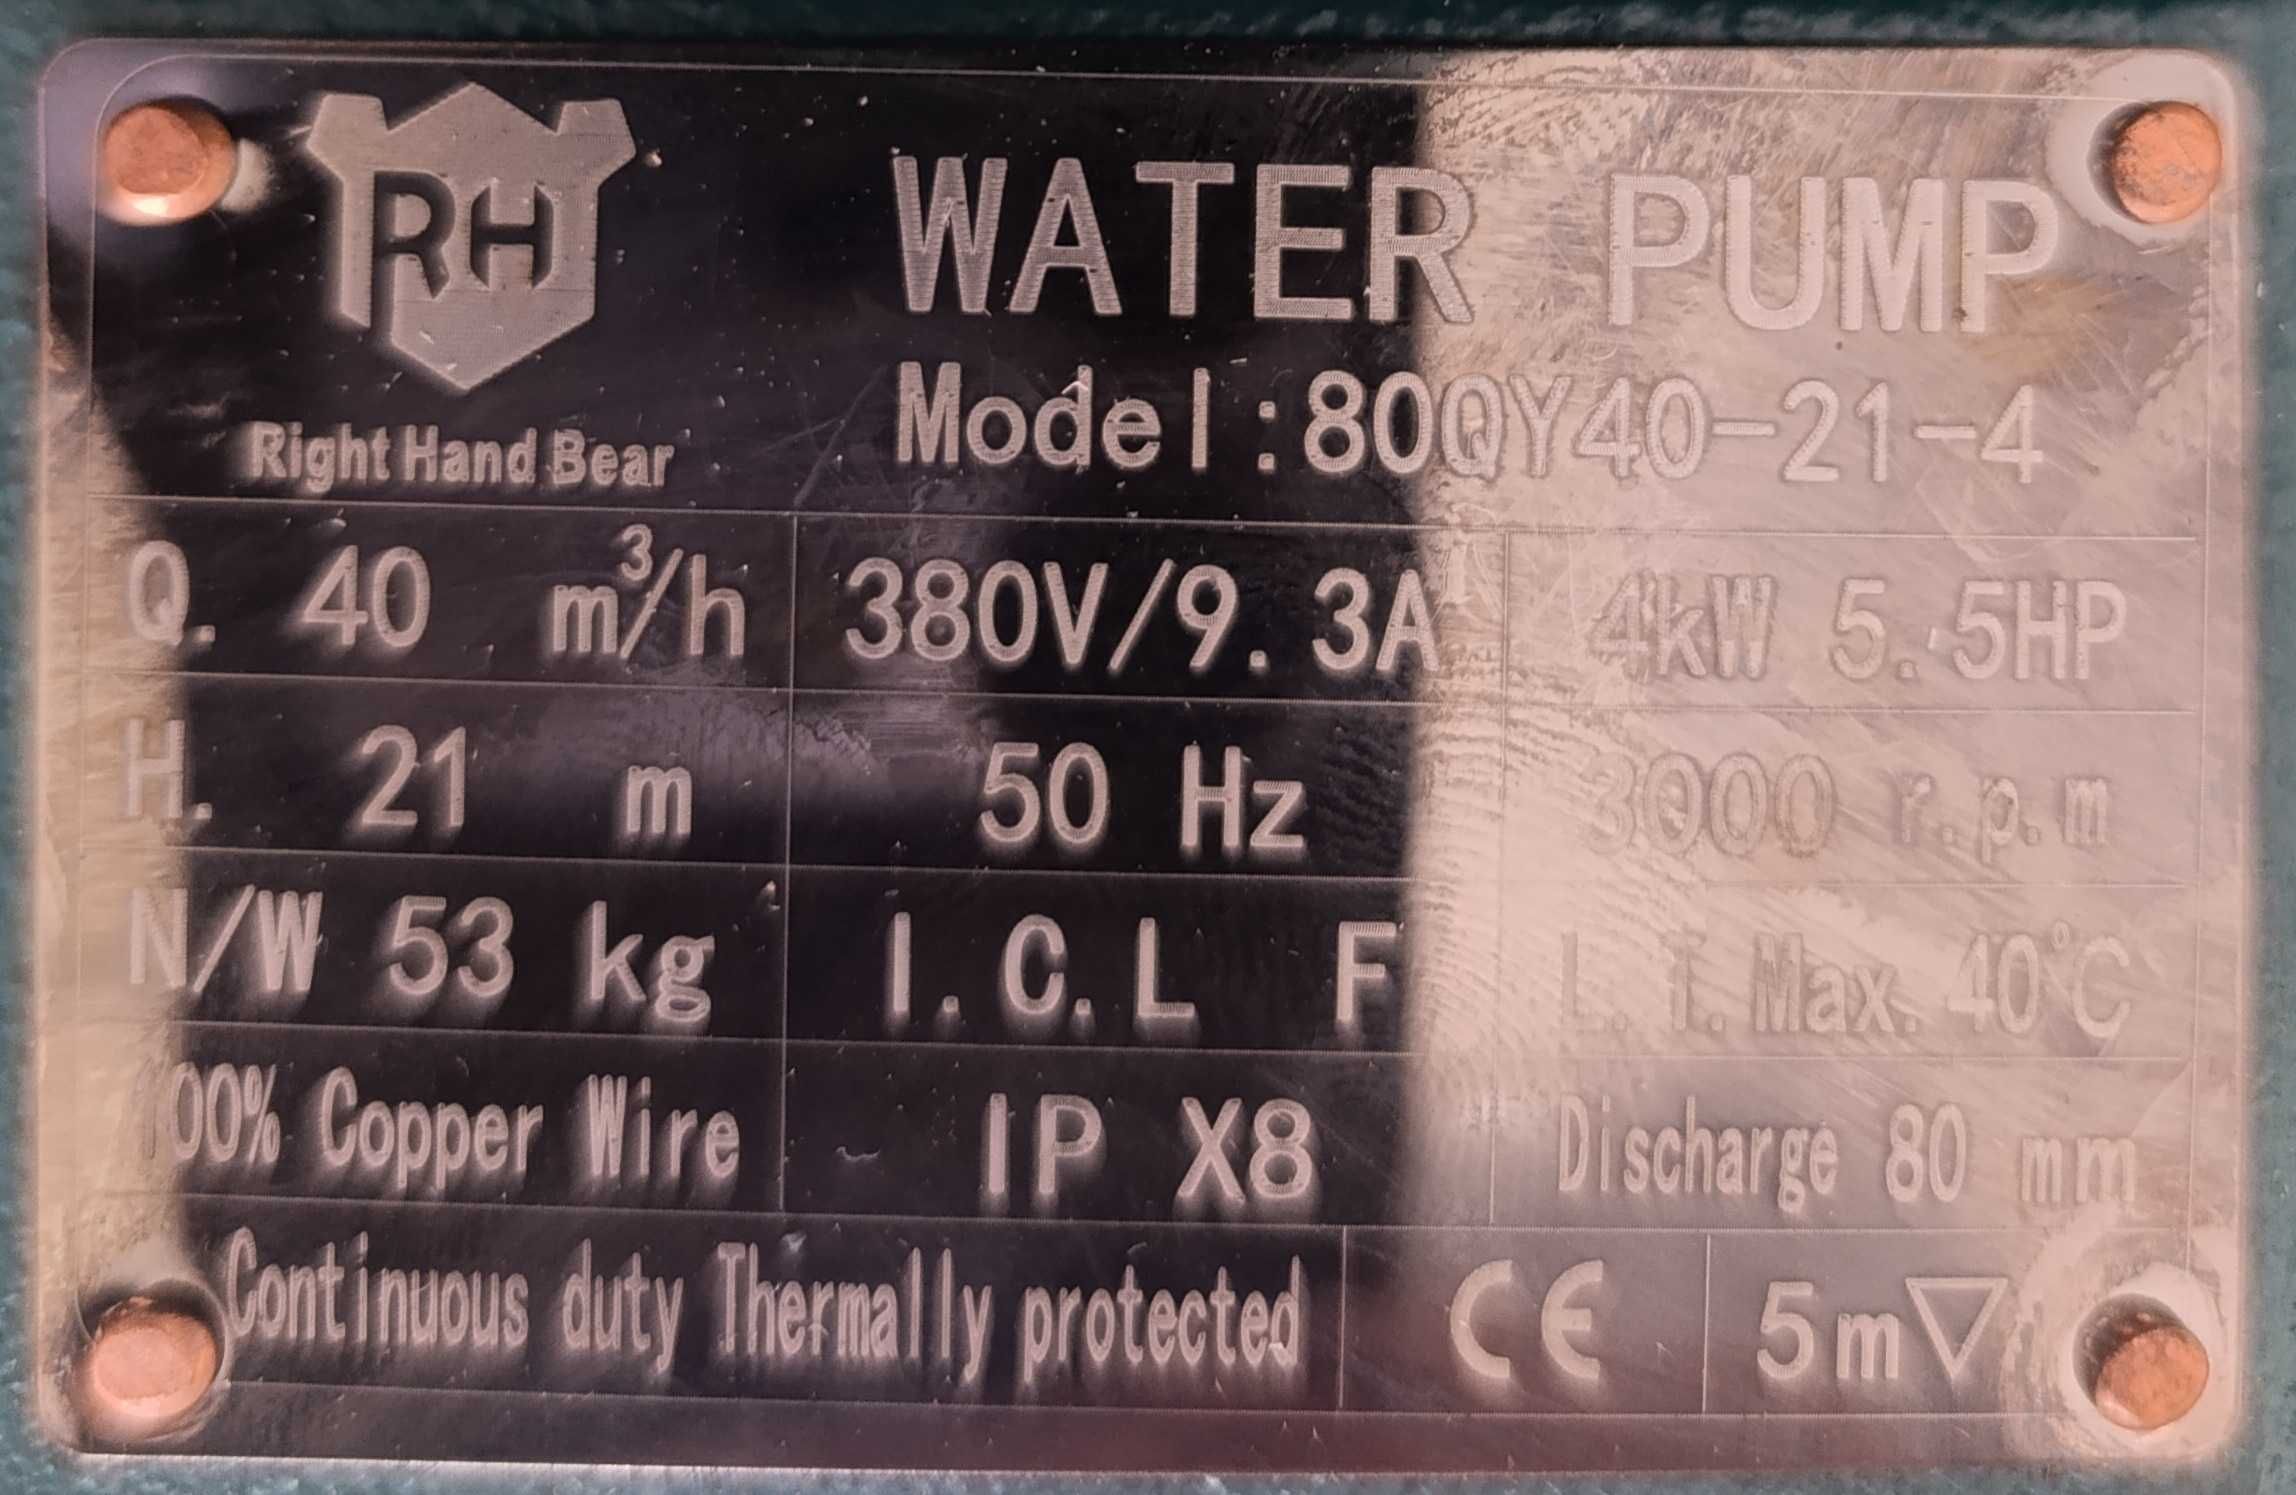 RH
WATER PUMP
Right Hand Bear
Model:80QY40-21-4
Q. 40 m³/h 380V/9.3A 4kW 5.5HP
H. 21 m 50 Hz 3000 r.p.m
N/W 53 kg I.C.L F L.T.Max.40℃
100% Copper Wire IP X8 Discharge 80 mm
Continuous duty Thermally protected CE 5m▽